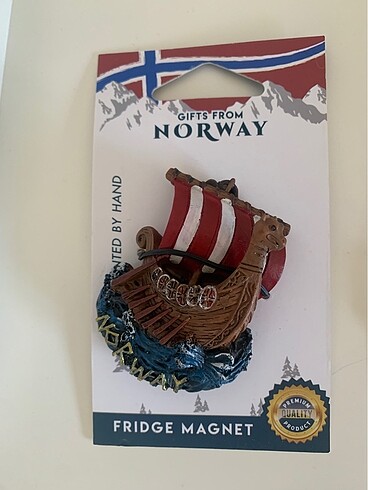 GIFTS FROM
NORWAY
NTED BY HAND
NORWAY
PREMIUM
QUALITY
PRODUCT
FRIDGE MAGNET